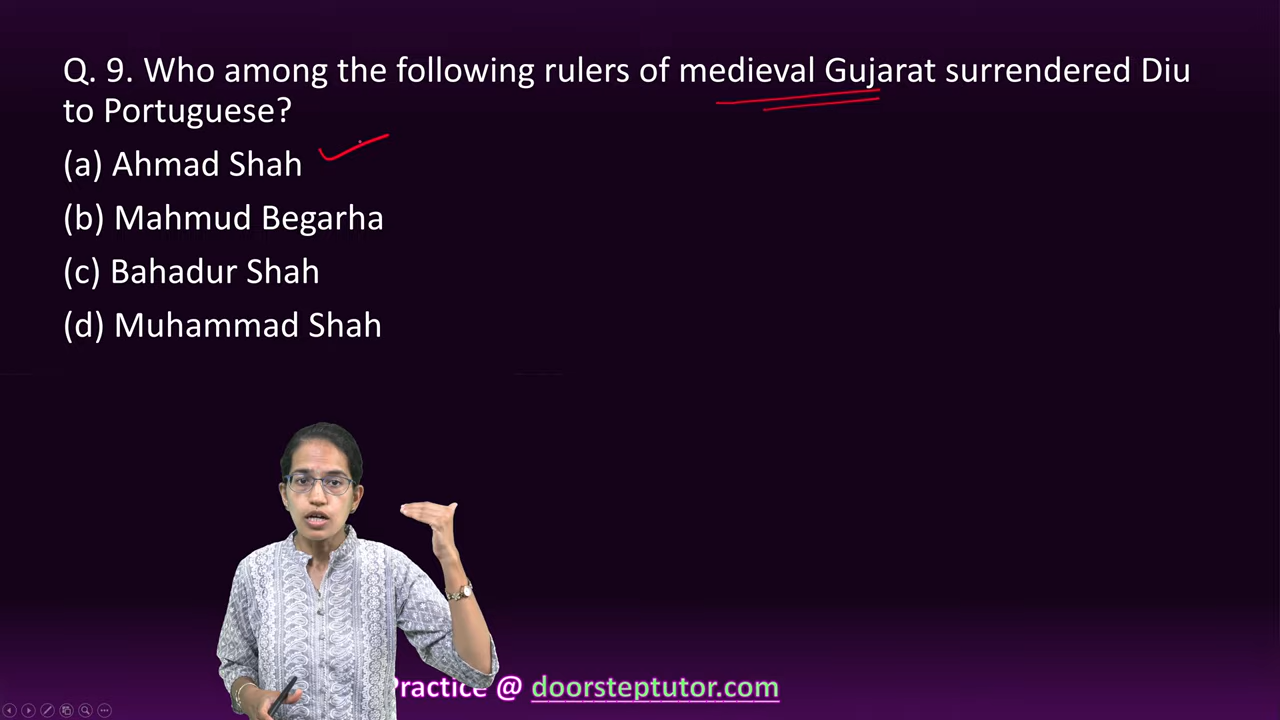 Q. 9. Who among the following rulers of medieval Gujarat surrendered Diu
to Portuguese?
(a) Ahmad Shah
(b) Mahmud Begarha
(c) Bahadur Shah
(d) Muhammad Shah
Practice @ doorsteptutor.com